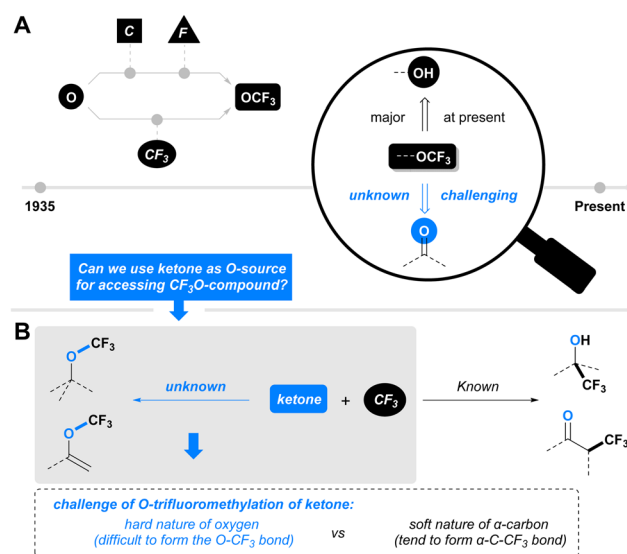 A
C
F
O
OCF3
CF3
OH
major
at present
---OCF3
unknown
challenging
O
1935
Present
Can we use ketone as O-source
for accessing CF3O-compound?
B
CF3
O
unknown
ketone
+
CF3
Known
OH
CF3
O
CF3
O
CF3
challenge of O-trifluoromethylation of ketone:
hard nature of oxygen
(difficult to form the O-CF3 bond)
vs
soft nature of α-carbon
(tend to form α-C-CF3 bond)